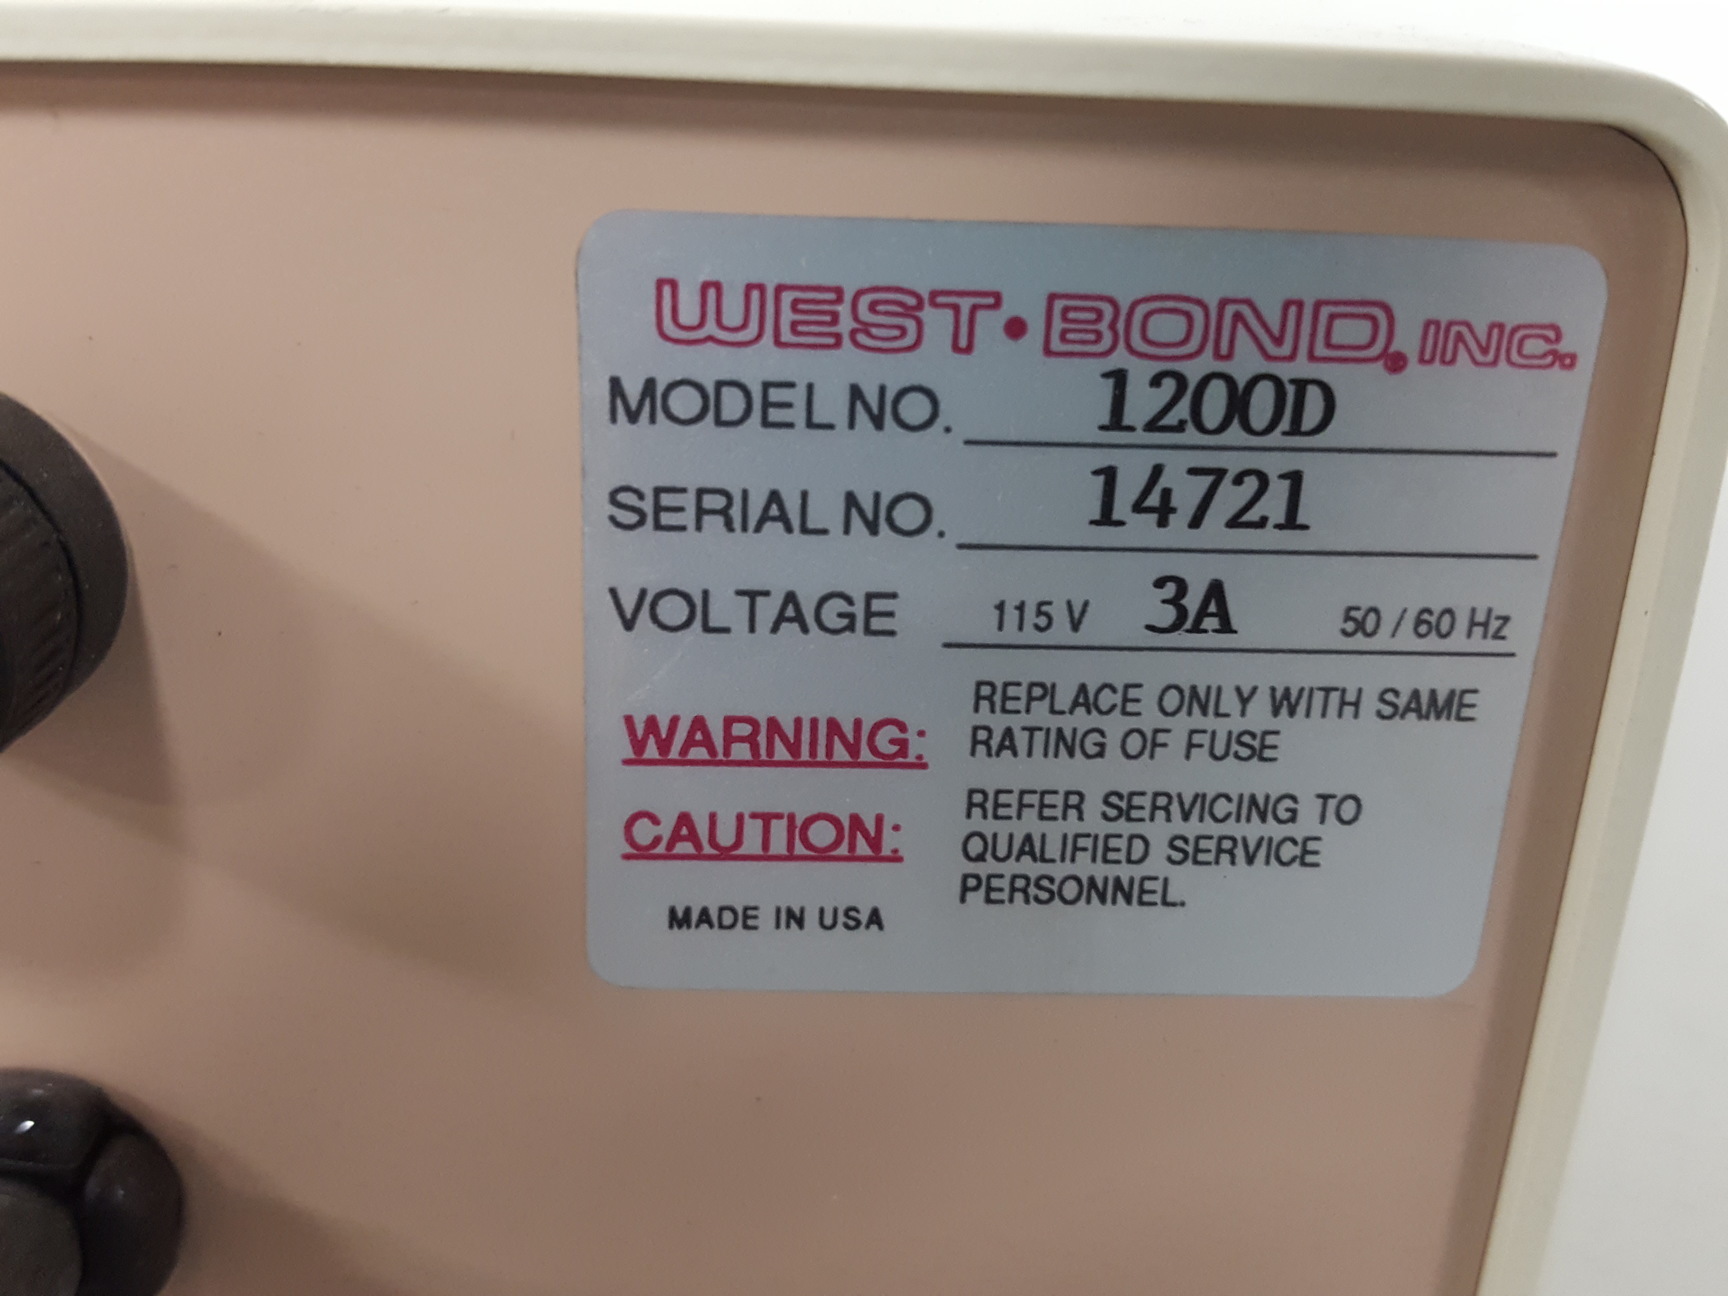 WEST•BOND, INC.
MODEL NO. 1200D
SERIAL NO. 14721
VOLTAGE 115 V 3A 50 / 60 Hz
WARNING: REPLACE ONLY WITH SAME
RATING OF FUSE
CAUTION: REFER SERVICING TO
QUALIFIED SERVICE
PERSONNEL.
MADE IN USA